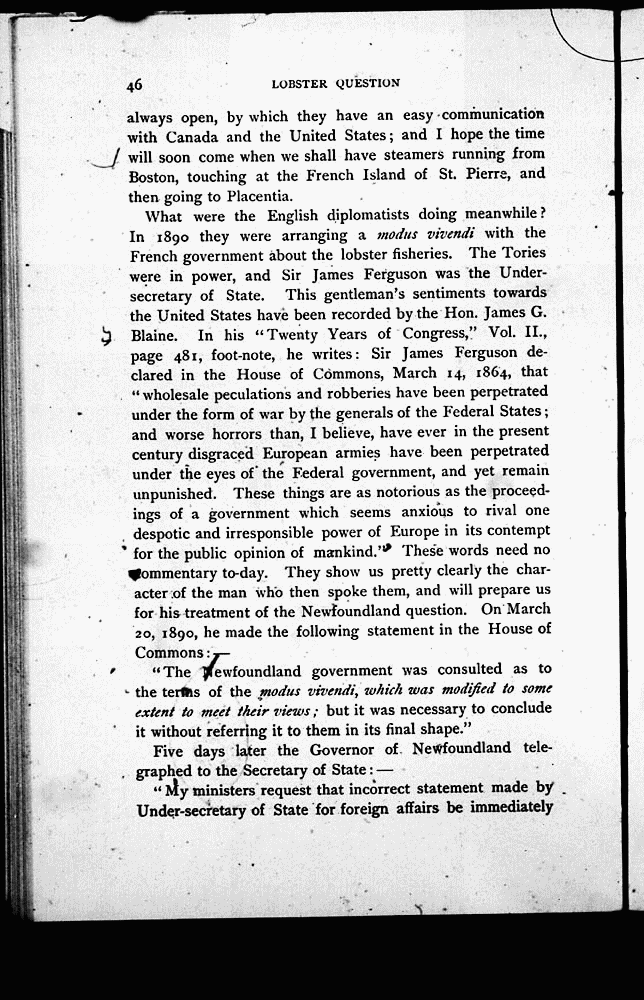 46
LOBSTER QUESTION
always open, by which they have an easy communication
with Canada and the United States; and I hope the time
will soon come when we shall have steamers running from
Boston, touching at the French Island of St. Pierre, and
then going to Placentia.
What were the English diplomatists doing meanwhile?
In 1890 they were arranging a modus vivendi with the
French government about the lobster fisheries. The Tories
were in power, and Sir James Ferguson was the Under-
secretary of State. This gentleman's sentiments towards
the United States have been recorded by the Hon. James G.
Blaine. In his "Twenty Years of Congress," Vol. II.,
page 481, foot-note, he writes: Sir James Ferguson de-
clared in the House of Commons, March 14, 1864, that
"wholesale peculations and robberies have been perpetrated
under the form of war by the generals of the Federal States;
and worse horrors than, I believe, have ever in the present
century disgraced European armies have been perpetrated
under the eyes of the Federal government, and yet remain
unpunished. These things are as notorious as the proceed-
ings of a government which seems anxious to rival one
despotic and irresponsible power of Europe in its contempt
for the public opinion of mankind." These words need no
commentary to-day. They show us pretty clearly the char-
acter of the man who then spoke them, and will prepare us
for his treatment of the Newfoundland question. On March
20, 1890, he made the following statement in the House of
Commons:—
"The Newfoundland government was consulted as to
the terms of the modus vivendi, which was modified to some
extent to meet their views; but it was necessary to conclude
it without referring it to them in its final shape."
Five days later the Governor of Newfoundland tele-
graphed to the Secretary of State:—
"My ministers request that incorrect statement made by
Under-secretary of State for foreign affairs be immediately